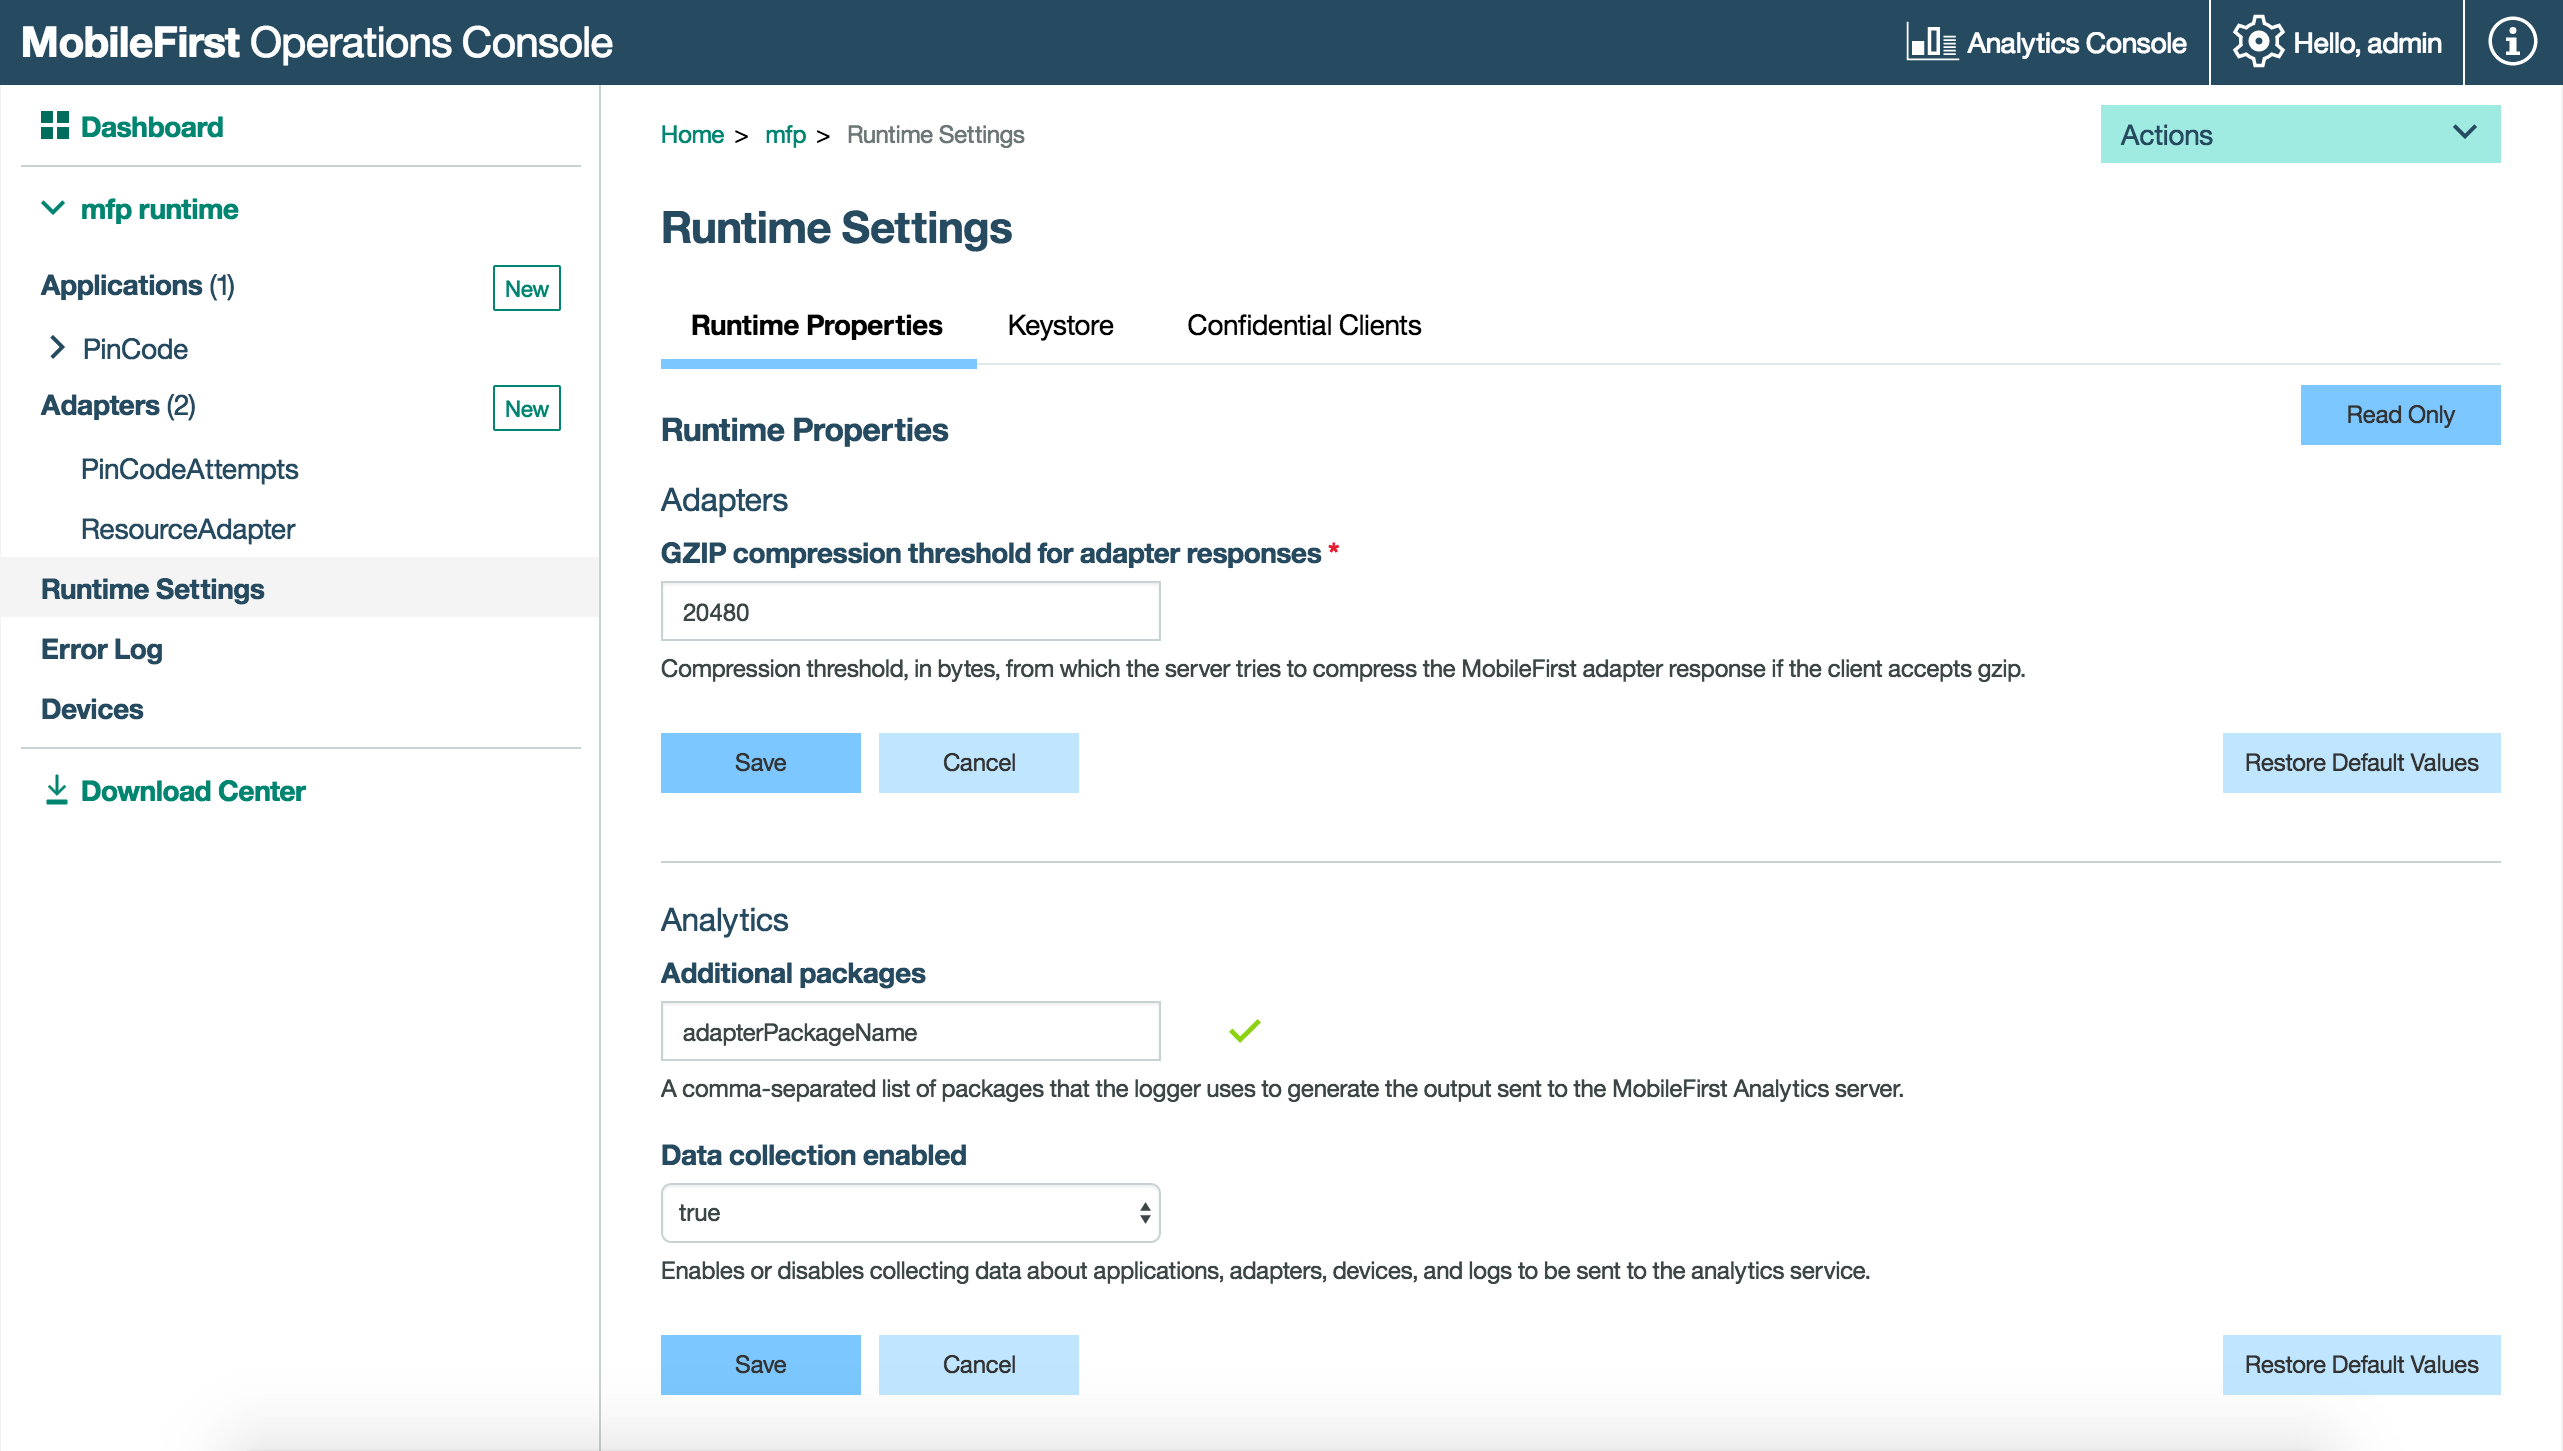 MobileFirst Operations Console
Analytics Console
Hello, admin
Dashboard
mfp runtime
Applications (1)
New
PinCode
Adapters (2)
New
PinCodeAttempts
ResourceAdapter
Runtime Settings
Error Log
Devices
Download Center
Home > mfp > Runtime Settings
Actions
Runtime Settings
Runtime Properties
Keystore
Confidential Clients
Runtime Properties
Read Only
Adapters
GZIP compression threshold for adapter responses *
20480
Compression threshold, in bytes, from which the server tries to compress the MobileFirst adapter response if the client accepts gzip.
Save
Cancel
Restore Default Values
Analytics
Additional packages
adapterPackageName
A comma-separated list of packages that the logger uses to generate the output sent to the MobileFirst Analytics server.
Data collection enabled
true
Enables or disables collecting data about applications, adapters, devices, and logs to be sent to the analytics service.
Save
Cancel
Restore Default Values